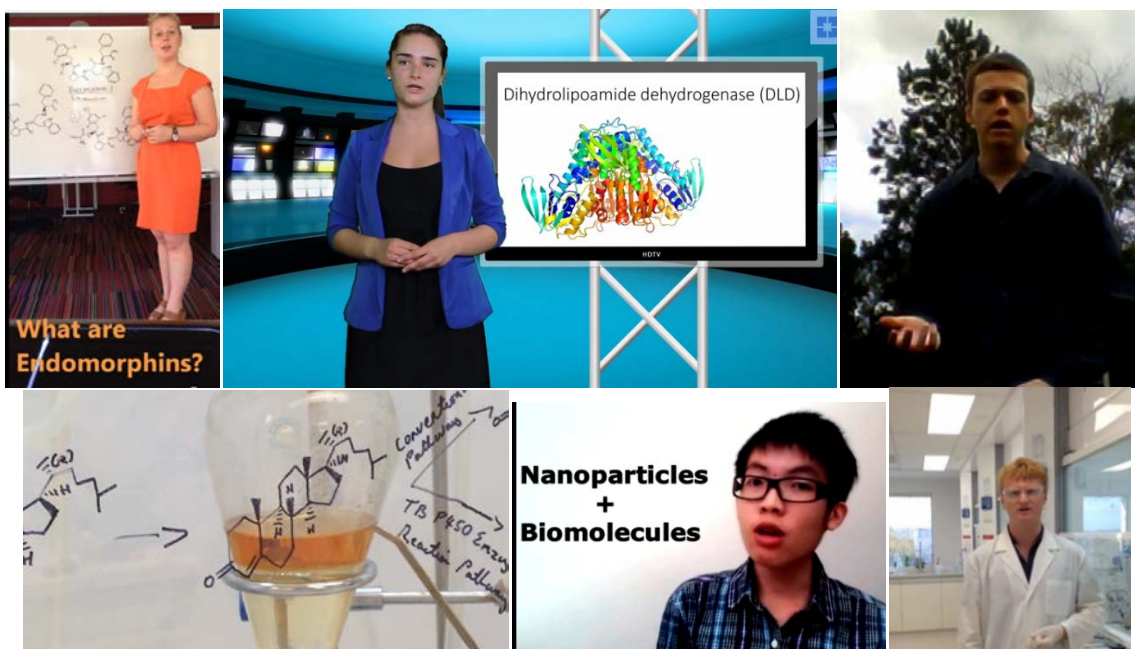 What are
Endomorphins?
Dihydrolipoamide dehydrogenase (DLD)
HDTV
(R)
H
H
(R)
H
H
H
H
O
Conventional
Pathway
TB P450 Enzyme
Reaction Pathway
Nanoparticles
+
Biomolecules